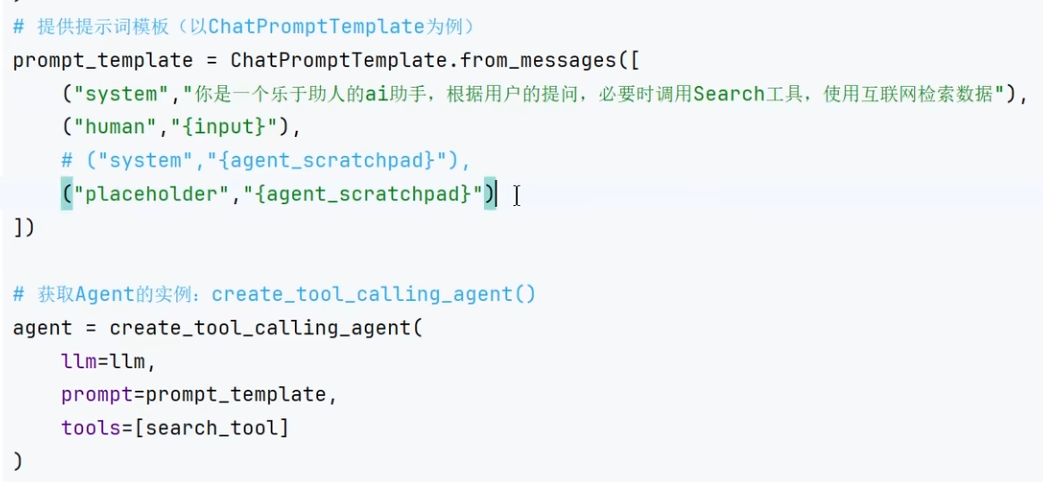 # 提供提示词模板（以ChatPromptTemplate为例）
prompt_template = ChatPromptTemplate.from_messages([
    ("system","你是一个乐于助人的ai助手，根据用户的提问，必要时调用Search工具，使用互联网检索数据"),
    ("human","{input}"),
    # ("system","{agent_scratchpad}"),
    ("placeholder","{agent_scratchpad}")
])
# 获取Agent的实例：create_tool_calling_agent()
agent = create_tool_calling_agent(
    llm=llm,
    prompt=prompt_template,
    tools=[search_tool]
)